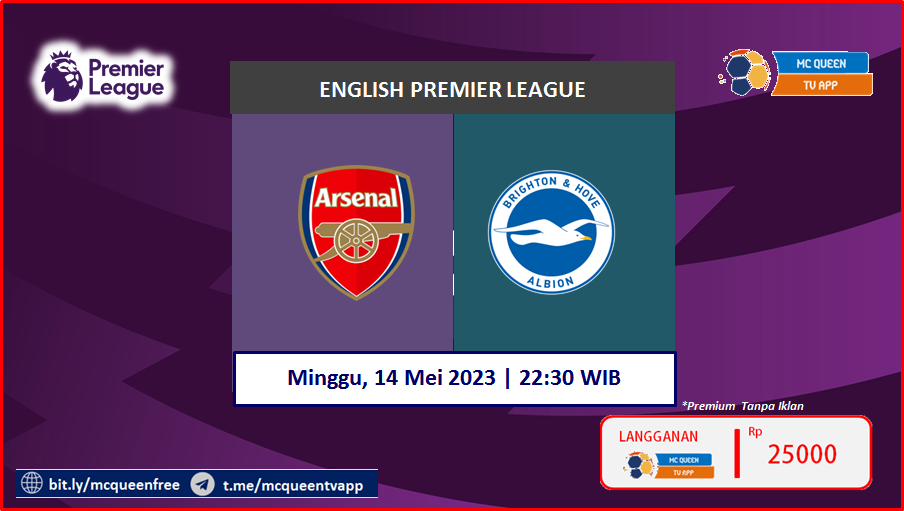 Premier
League
MC QUEEN
TV APP
ENGLISH PREMIER LEAGUE
Arsenal
BRIGHTON & HOVE
ALBION
Minggu, 14 Mei 2023 | 22:30 WIB
*Premium Tanpa Iklan
LANGGANAN
MC QUEEN
TV APP
Rp
25000
bit.ly/mcqueenfree
t.me/mcqueentvapp